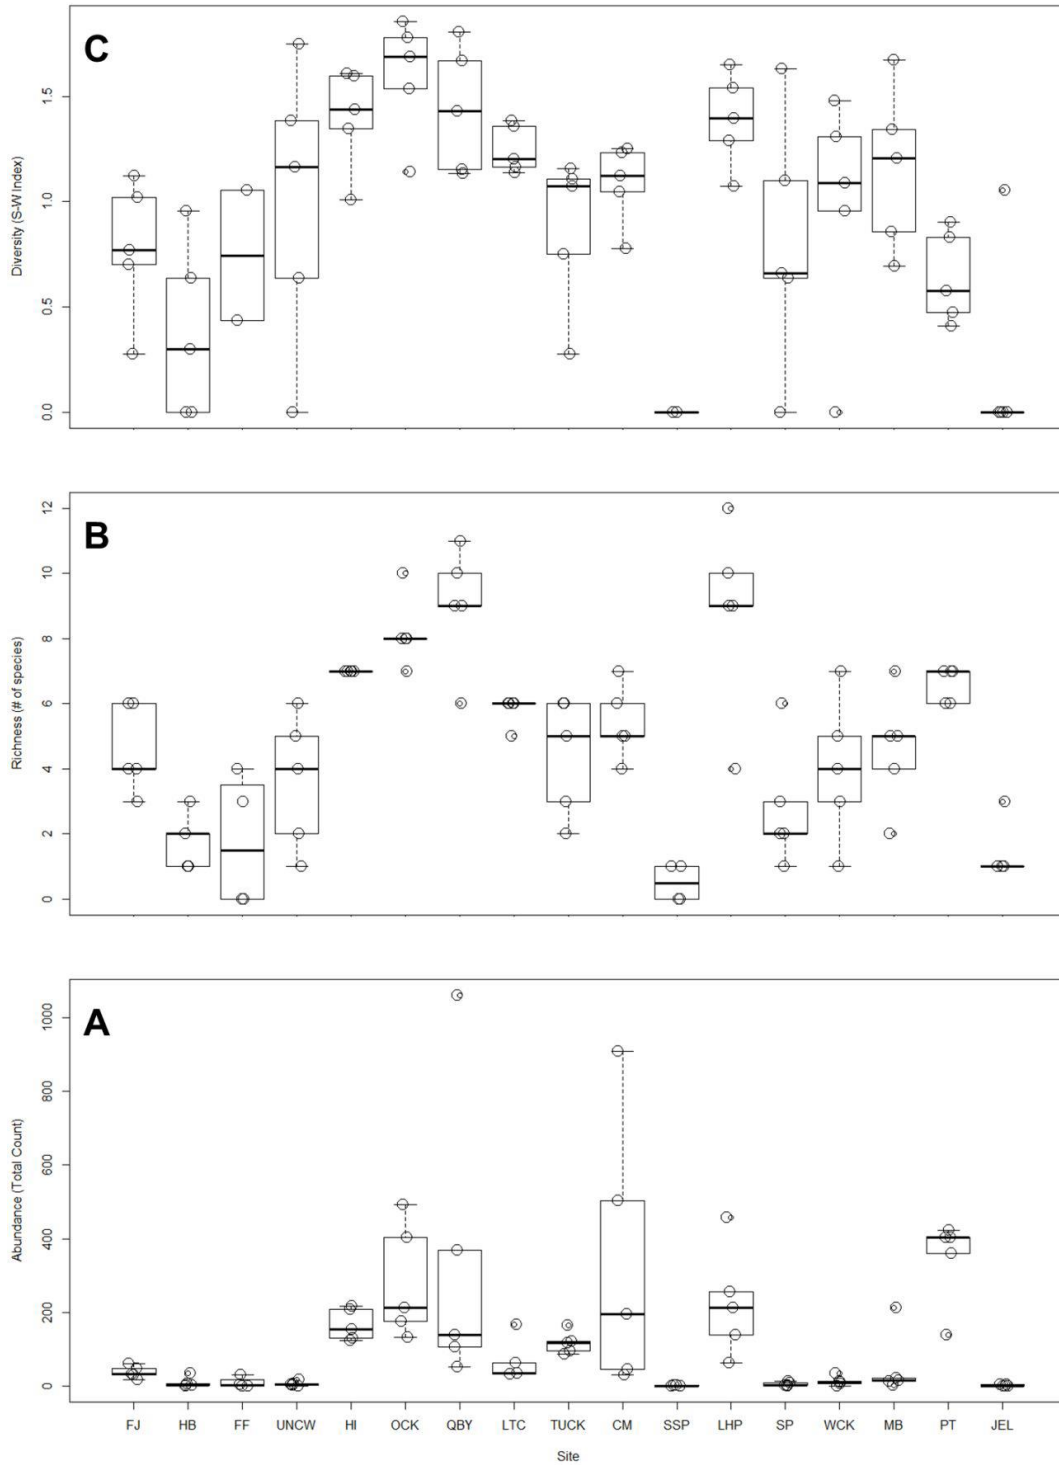 C
Diversity (S-W Index)
1.5
1.0
0.5
0.0
B
Richness (# of species)
12
10
8
6
4
2
0
A
Abundance (Total Count)
1000
800
600
400
200
0
FJ HB FF UNCW HI OCK QBY LTC TUCK CM SSP LHP SP WCK MB PT JEL
Site